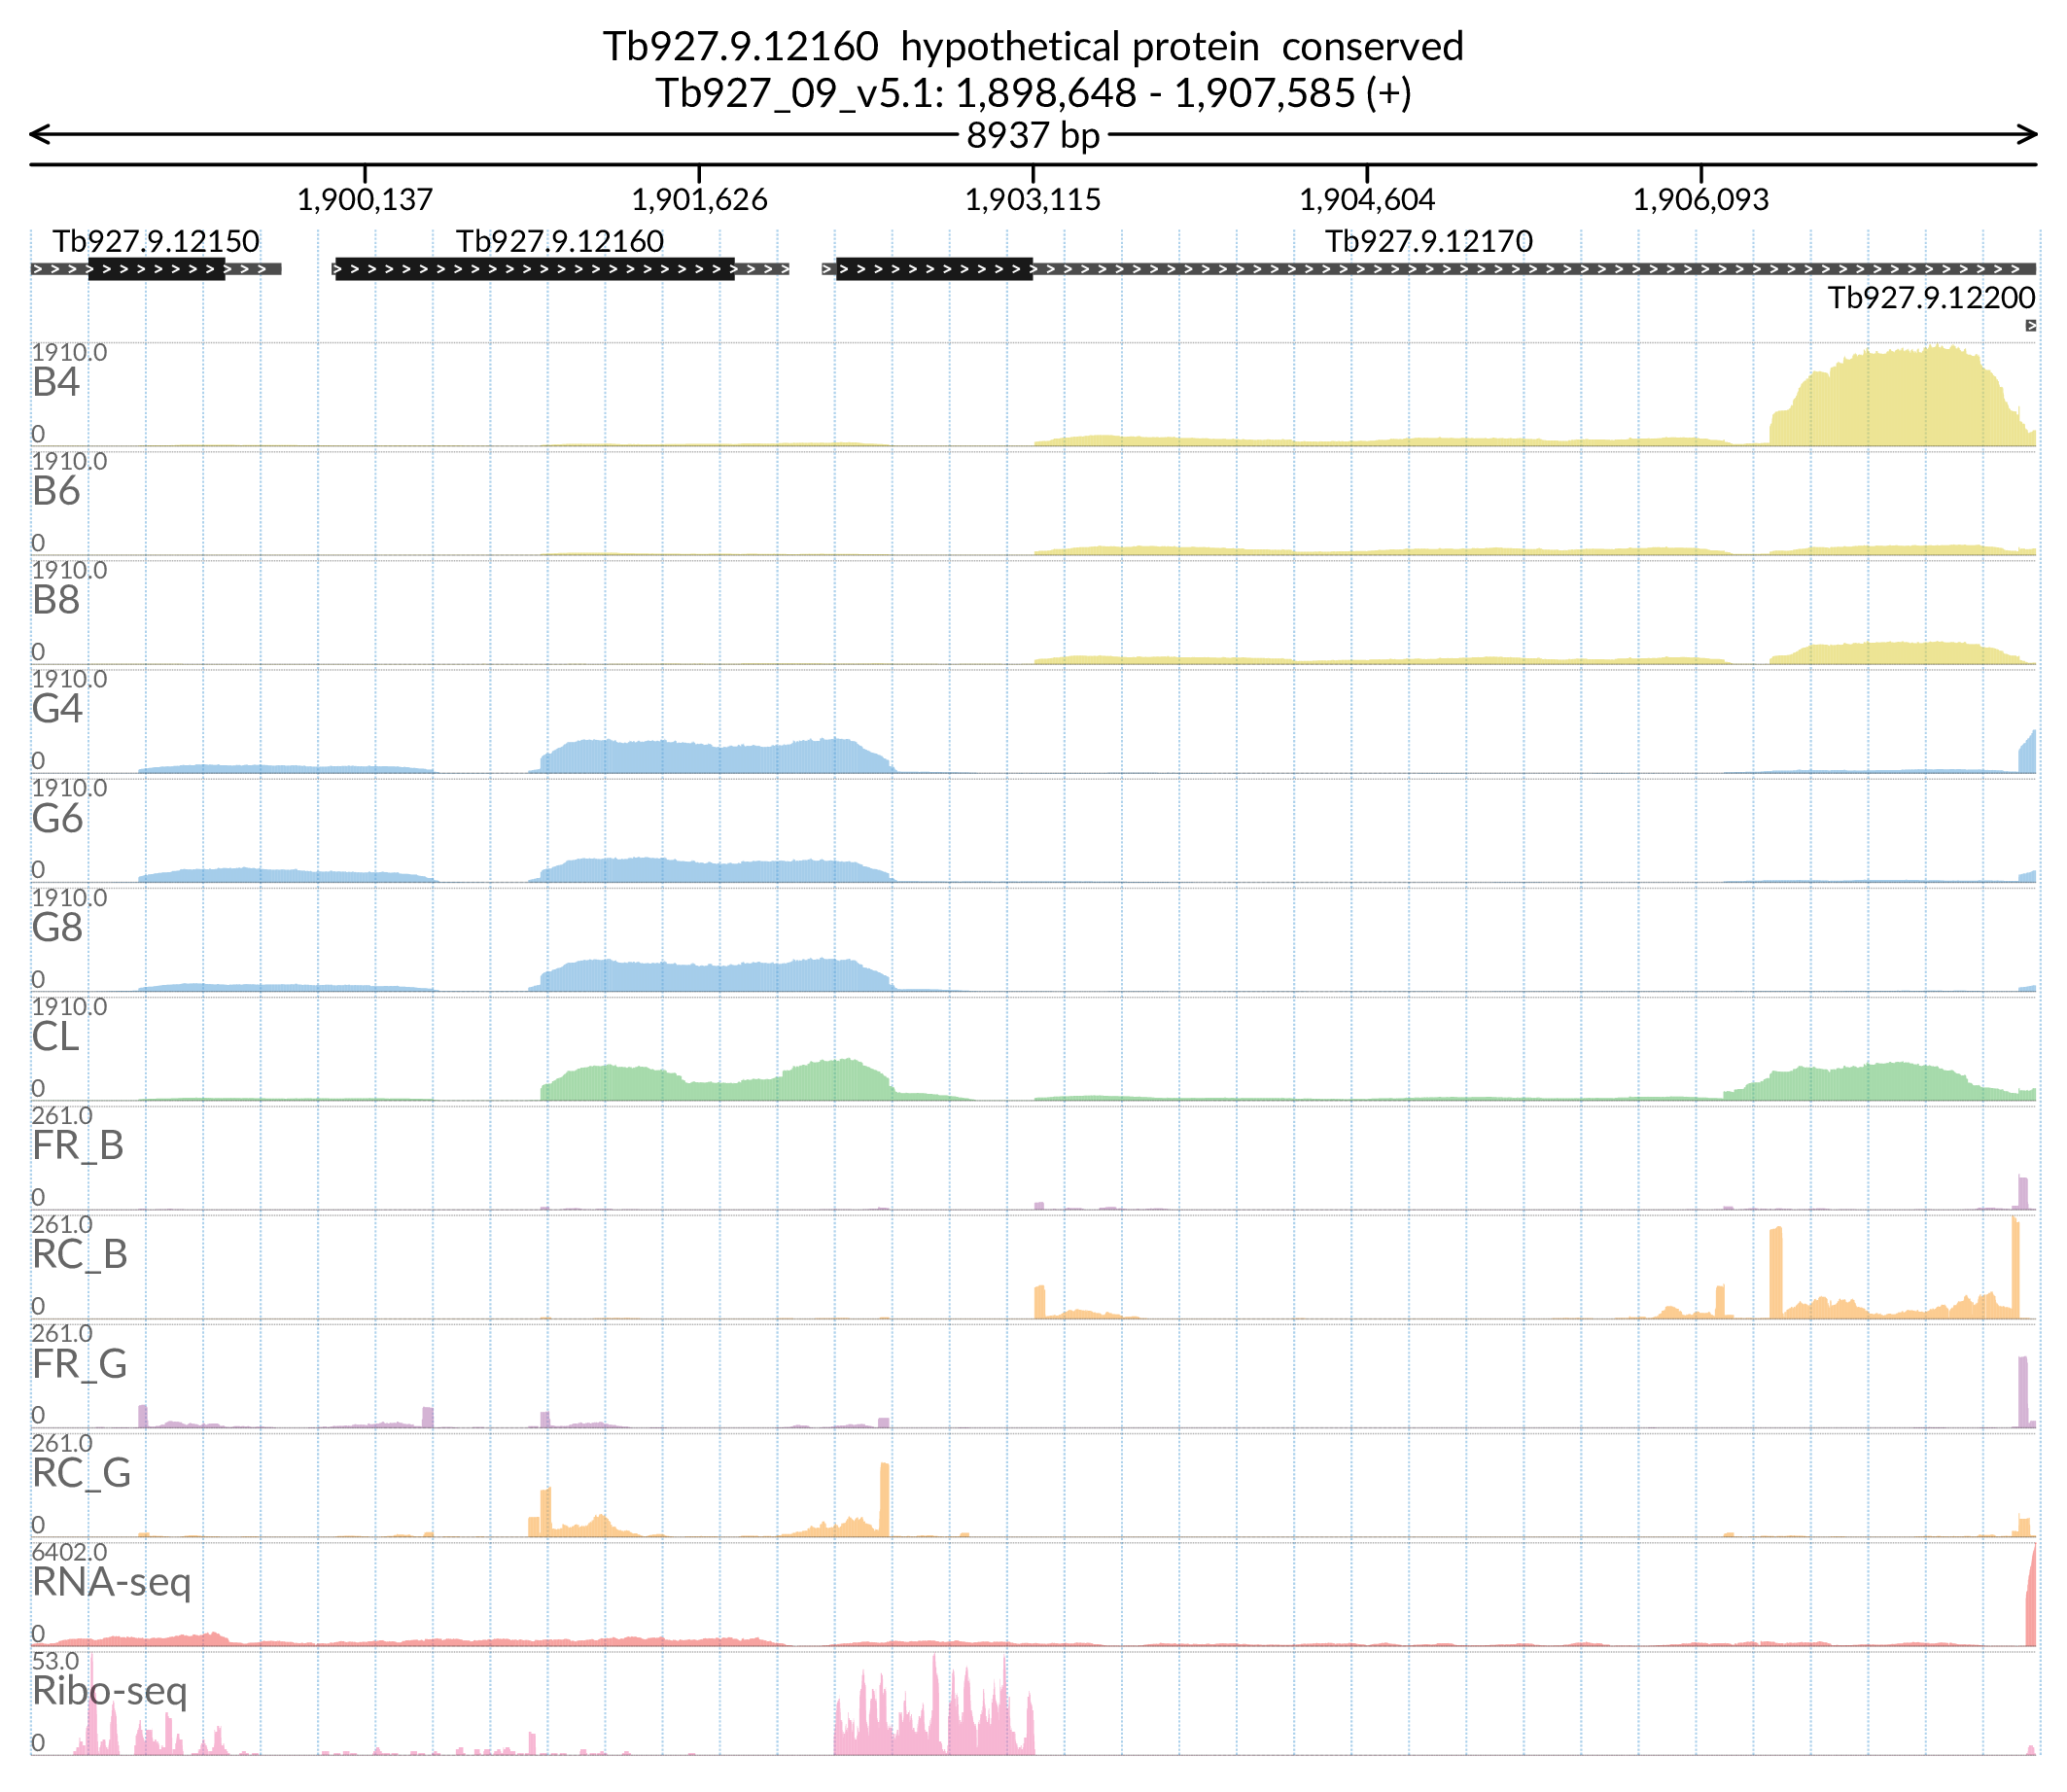 Tb927.9.12160 hypothetical protein conserved
Tb927_09_v5.1: 1,898,648 - 1,907,585 (+)
8937 bp
1,900,137 1,901,626 1,903,115 1,904,604 1,906,093
Tb927.9.12150 Tb927.9.12160 Tb927.9.12170
Tb927.9.12200
1910.0
B4
0
1910.0
B6
0
1910.0
B8
0
1910.0
G4
0
1910.0
G6
0
1910.0
G8
0
1910.0
CL
0
261.0
FR_B
0
261.0
RC_B
0
261.0
FR_G
0
261.0
RC_G
0
6402.0
RNA-seq
0
53.0
Ribo-seq
0